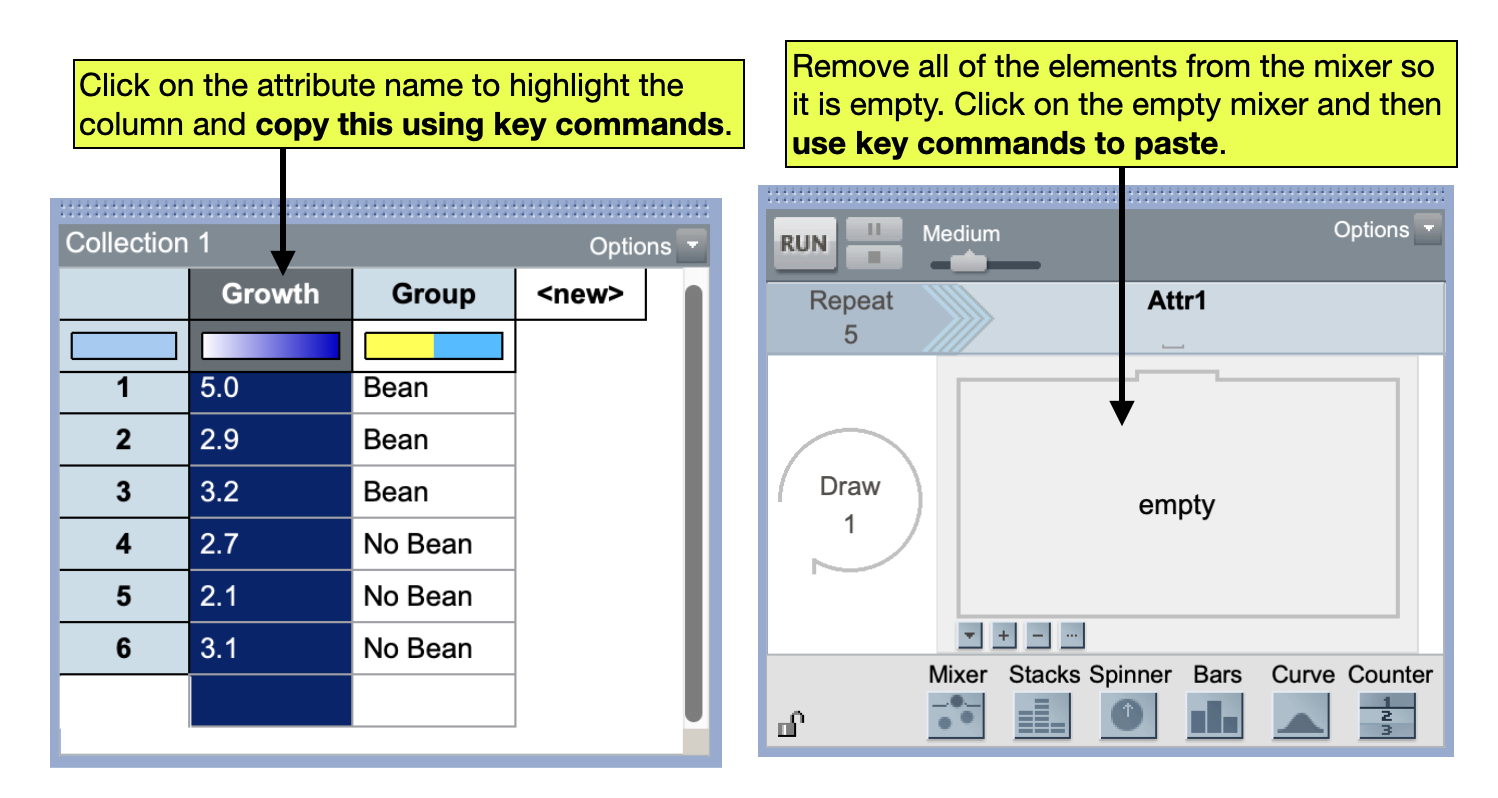 Click on the attribute name to highlight the
column and copy this using key commands.
Remove all of the elements from the mixer so
it is empty. Click on the empty mixer and then
use key commands to paste.
Collection 1 Options
Growth Group <new>
1 5.0 Bean
2 2.9 Bean
3 3.2 Bean
4 2.7 No Bean
5 2.1 No Bean
6 3.1 No Bean
RUN Medium Options
Repeat Attr1
5
Draw
1
empty
Mixer Stacks Spinner Bars Curve Counter
1
2
3